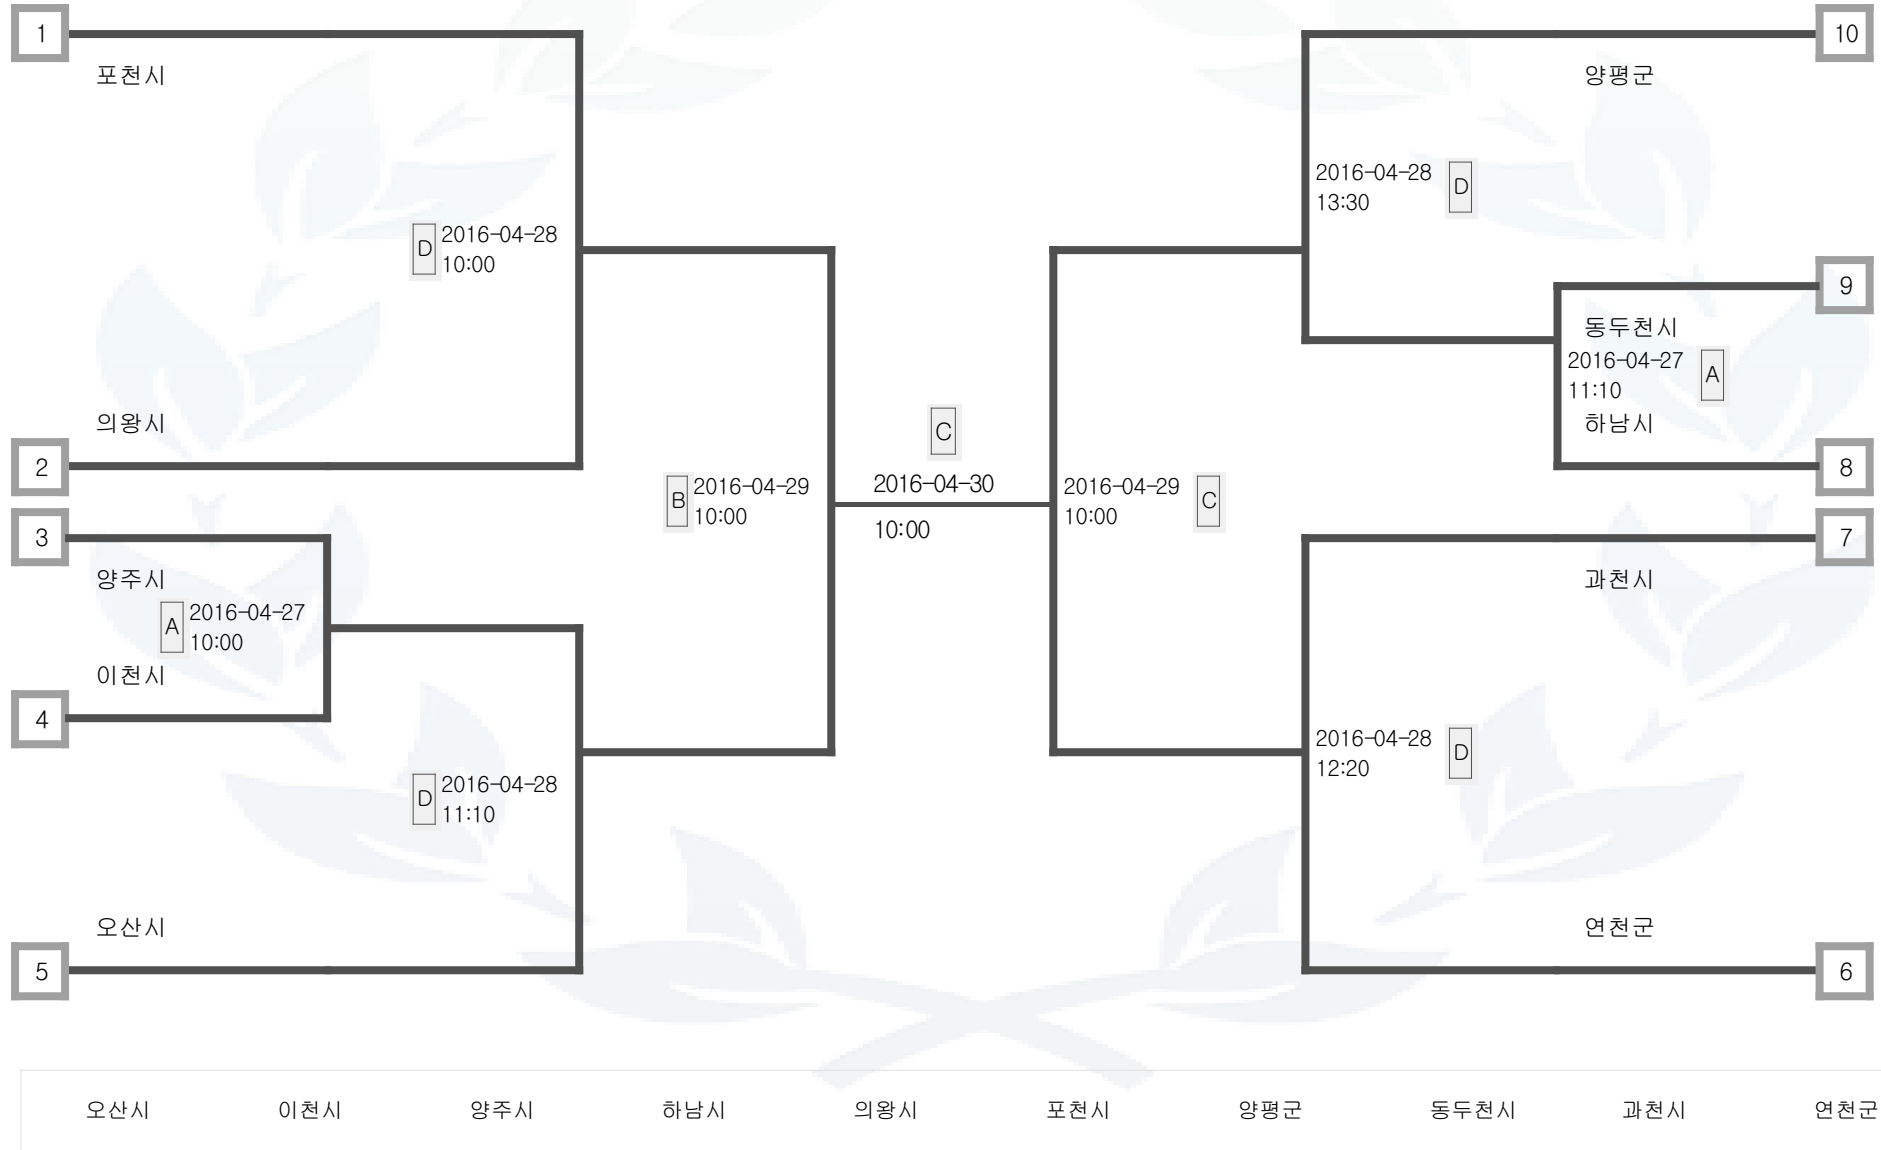 1
포천시
D
2016-04-28
10:00
의왕시
2
3
양주시
A
2016-04-27
10:00
이천시
4
D
2016-04-28
11:10
오산시
5
B
2016-04-29
10:00
C
2016-04-30
10:00
2016-04-29
10:00
C
10
양평군
2016-04-28
13:30
D
9
동두천시
2016-04-27
11:10
A
하남시
8
7
과천시
2016-04-28
12:20
D
연천군
6
오산시 이천시 양주시 하남시 의왕시 포천시 양평군 동두천시 과천시 연천군